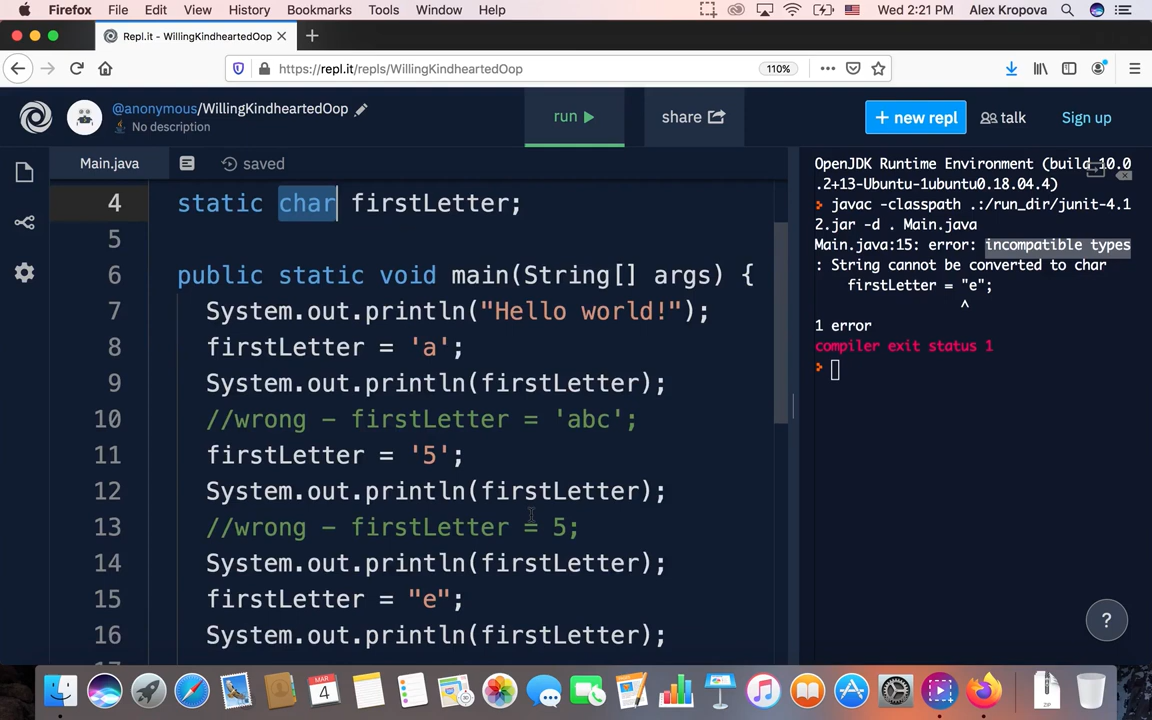 Firefox File Edit View History Bookmarks Tools Window Help Wed 2:21 PM Alex Kropova
Repl.it - WillingKindheartedOop
https://repl.it/repls/WillingKindheartedOop 110%
@anonymous/WillingKindheartedOop
No description
run
share
+ new repl
talk
Sign up
Main.java
saved
4 static char firstLetter;
5
6 public static void main(String[] args) {
7 System.out.println("Hello world!");
8 firstLetter = 'a';
9 System.out.println(firstLetter);
10 //wrong - firstLetter = 'abc';
11 firstLetter = '5';
12 System.out.println(firstLetter);
13 //wrong - firstLetter = 5;
14 System.out.println(firstLetter);
15 firstLetter = "e";
16 System.out.println(firstLetter);
OpenJDK Runtime Environment (build 10.0
.2+13-Ubuntu-1ubuntu0.18.04.4)
javac -classpath .:/run_dir/junit-4.1
2.jar -d . Main.java
Main.java:15: error: incompatible types
: String cannot be converted to char
firstLetter = "e";
^
1 error
compiler exit status 1
?
MAR
4
ZIP